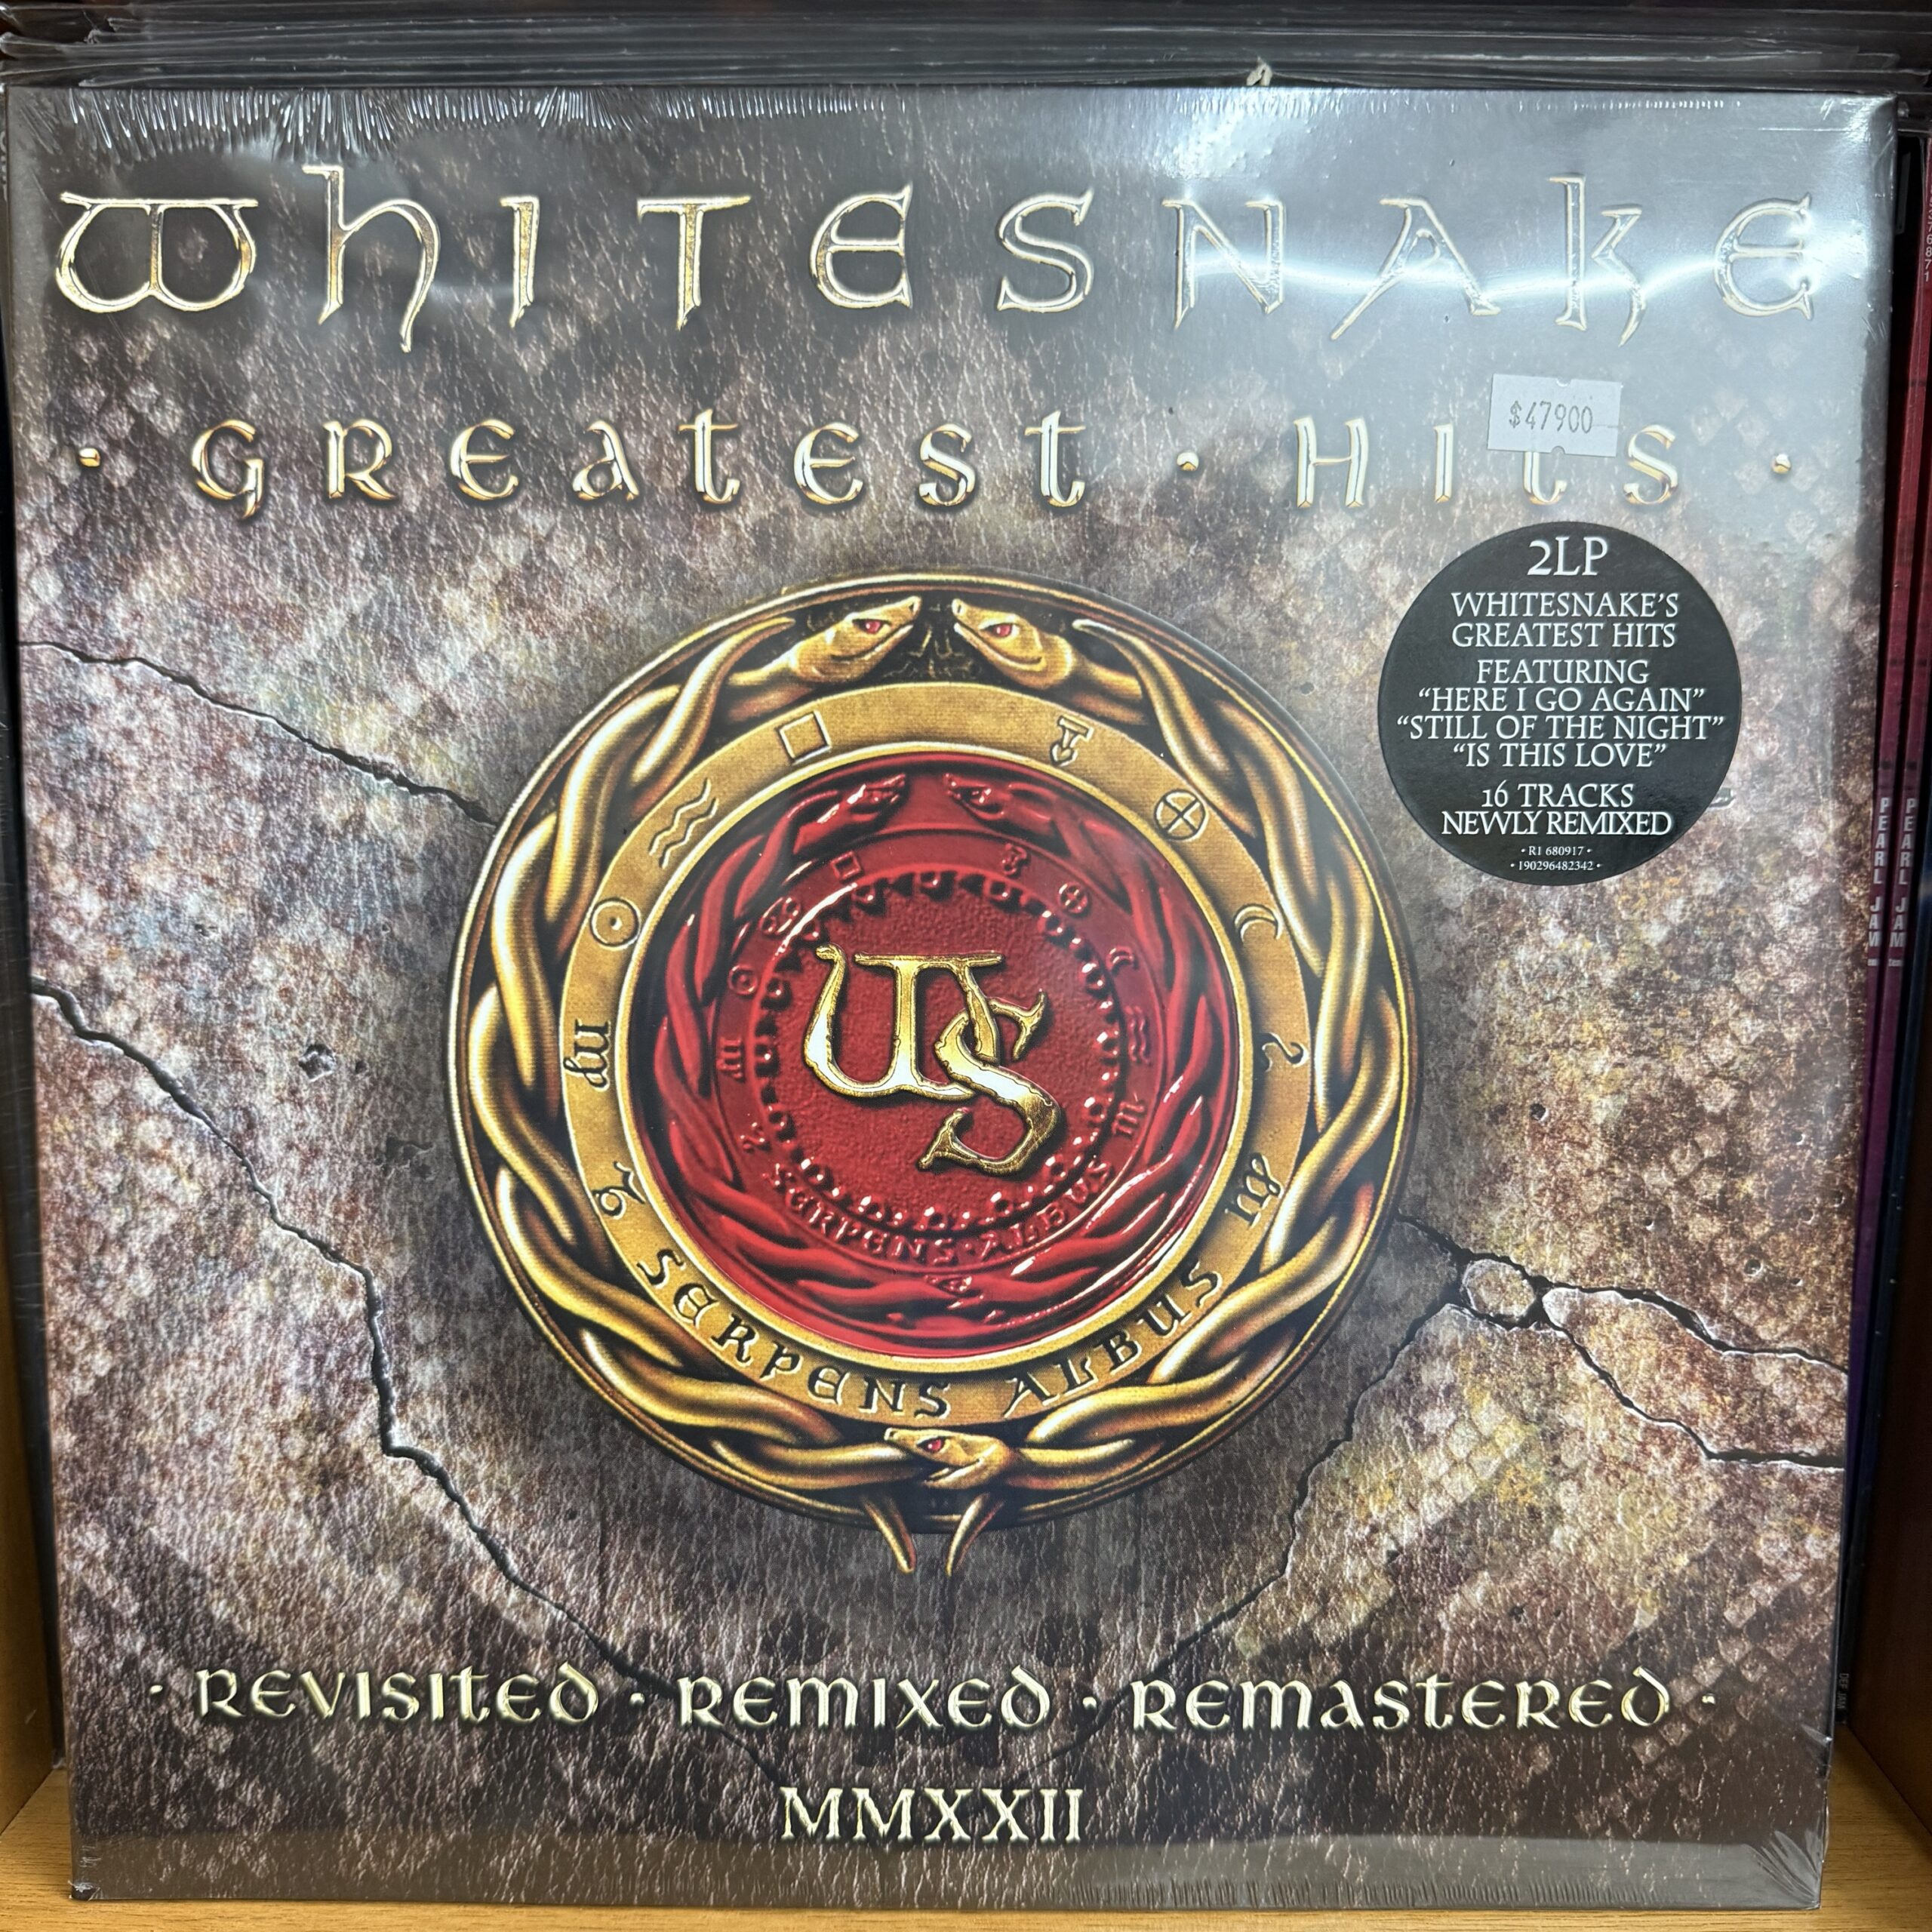 WHITESNAKE
· GREATEST · HITS ·
$47900
2LP
WHITESNAKE'S
GREATEST HITS
FEATURING
"HERE I GO AGAIN"
"STILL OF THE NIGHT"
"IS THIS LOVE"
16 TRACKS
NEWLY REMIXED
• R1 680917 •
• 190296482342 •
WS
SERPENS · ALBUS
SERPENS ALBUS
· REVISITED · REMIXED · REMASTERED ·
MMXXII
PEARL JAM
PEARL JAM